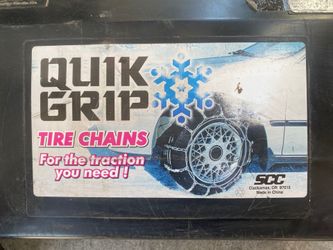 QUIK
GRIP
TIRE CHAINS
For the traction
you need!
SCC
Clackamas, OR 97015
Made in China